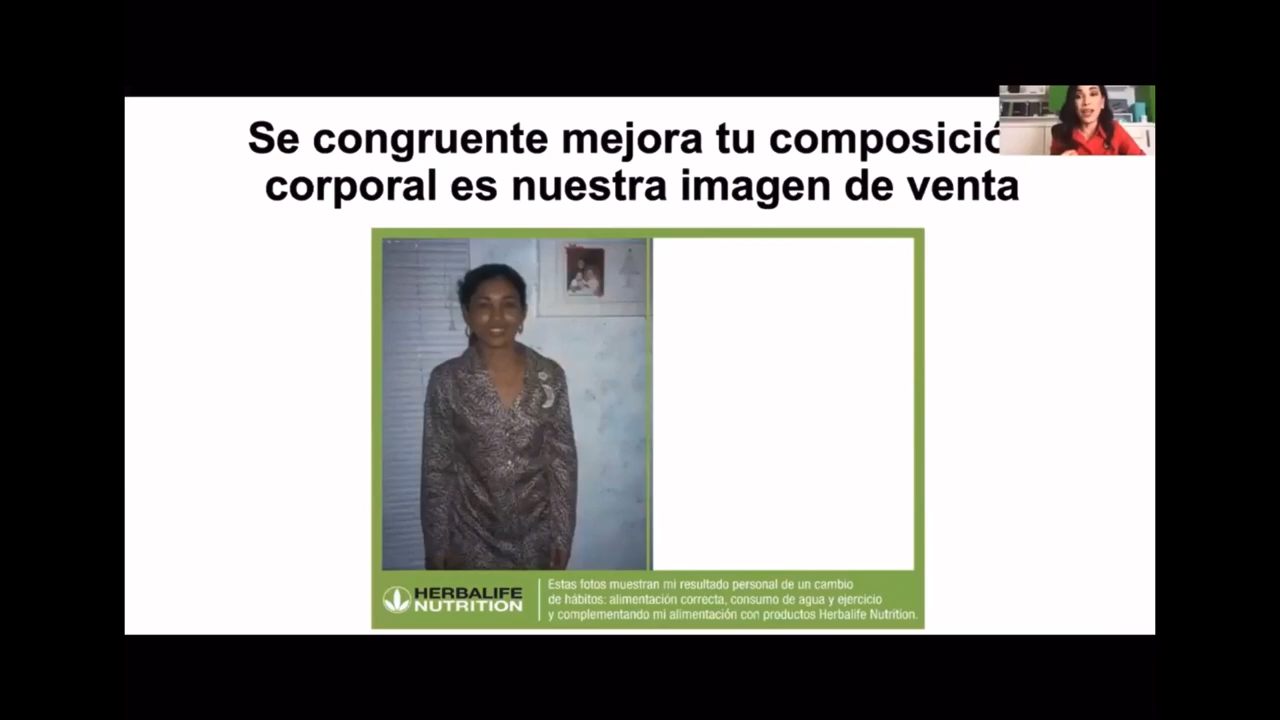 Se congruente mejora tu composició
corporal es nuestra imagen de venta
HERBALIFE
NUTRITION
Estas fotos muestran mi resultado personal de un cambio
de hábitos: alimentación correcta, consumo de agua y ejercicio
y complementando mi alimentación con productos Herbalife Nutrition.